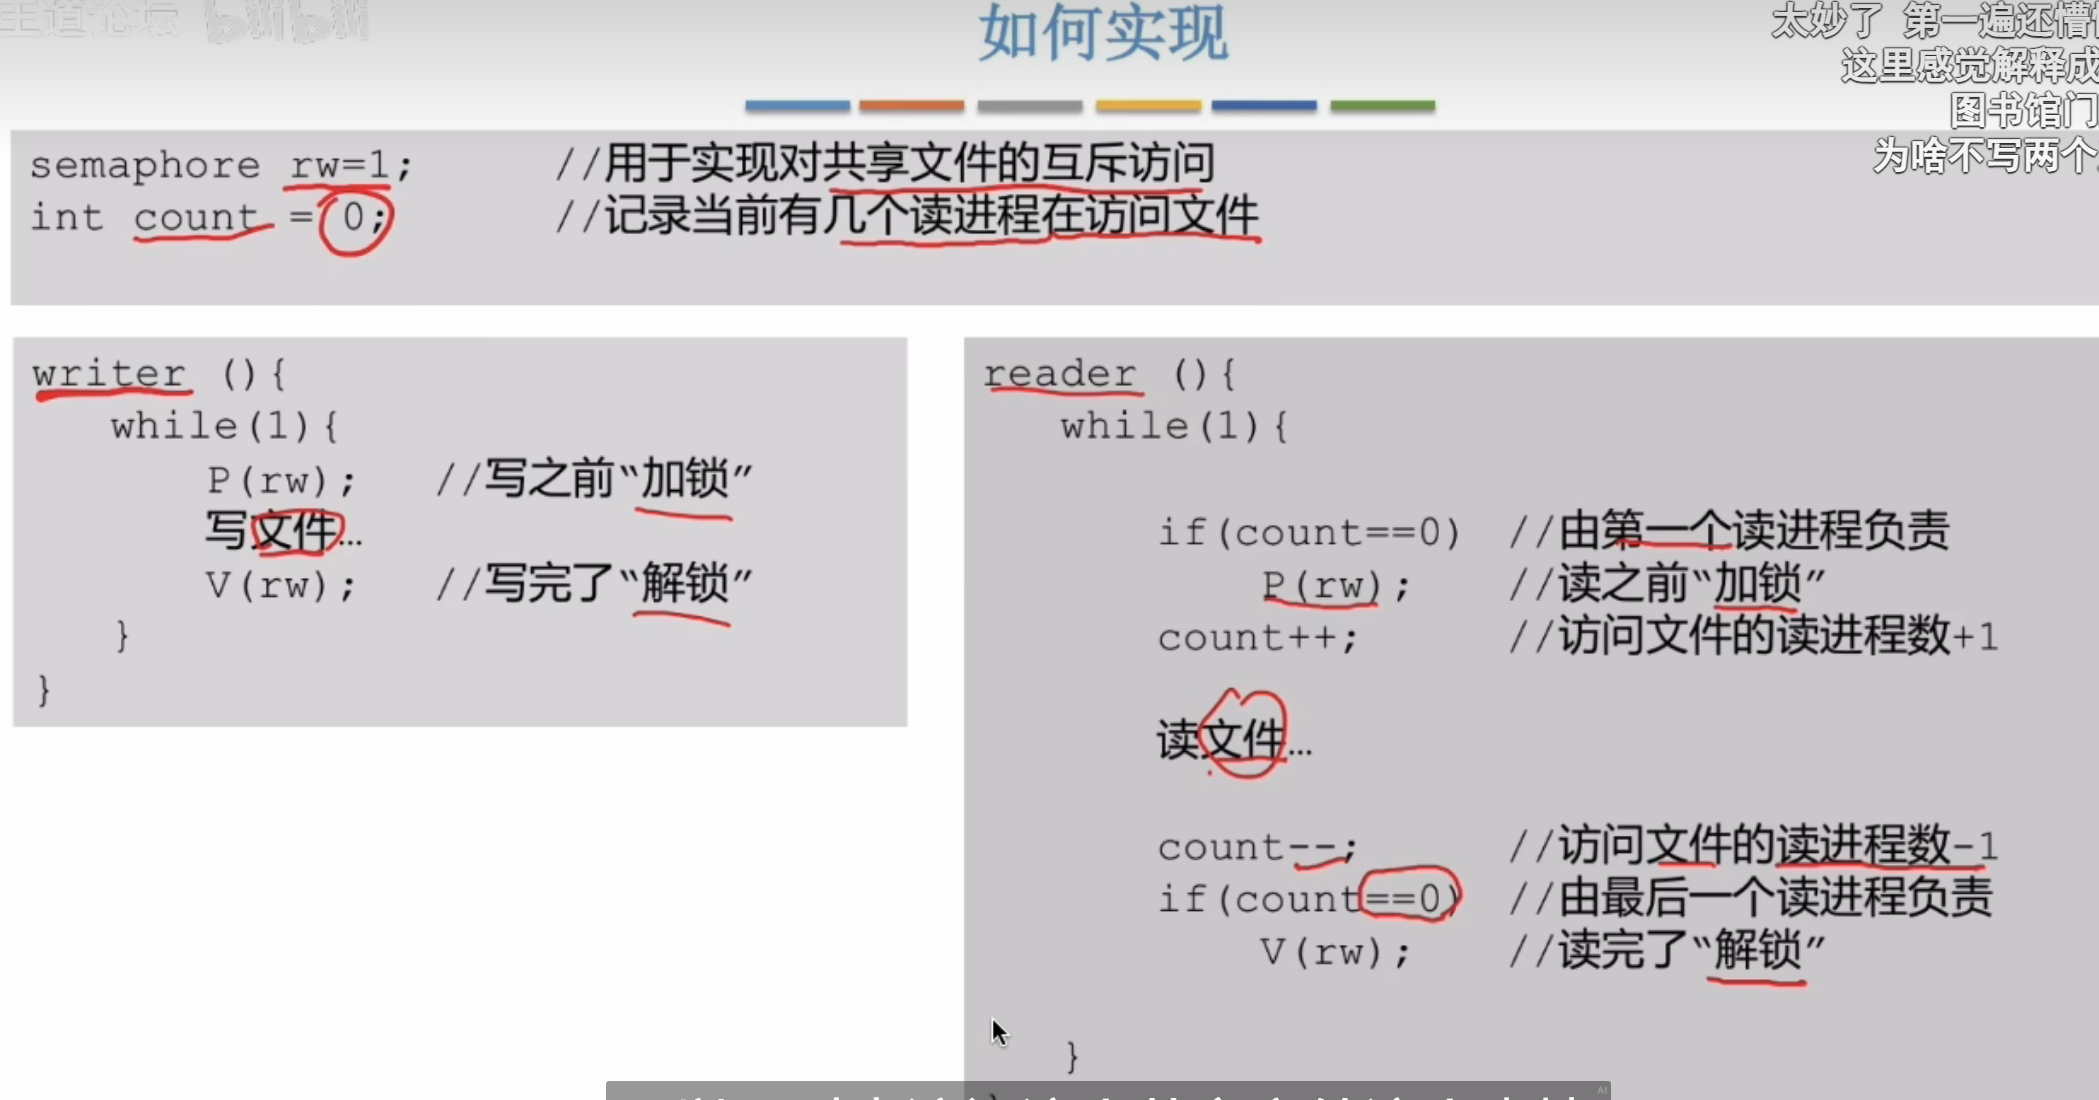 王道论坛 bilibili
如何实现
太妙了 第一遍还懵
这里感觉解释成
图书馆门
为啥不写两个
semaphore rw=1; //用于实现对共享文件的互斥访问
int count = 0; //记录当前有几个读进程在访问文件
writer (){
while(1){
P(rw); //写之前“加锁”
写文件…
V(rw); //写完了“解锁”
}
}
reader (){
while(1){
if(count==0) //由第一个读进程负责
P(rw); //读之前“加锁”
count++; //访问文件的读进程数+1
读文件…
count--; //访问文件的读进程数-1
if(count==0) //由最后一个读进程负责
V(rw); //读完了“解锁”
}
AI